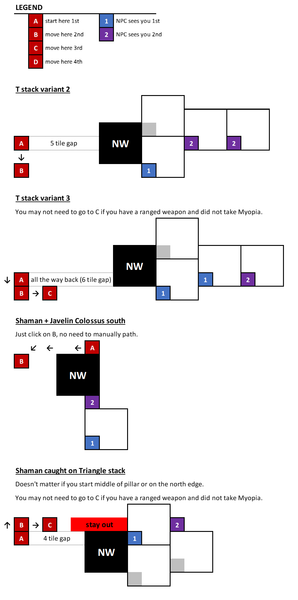 LEGEND
A start here 1st 1 NPC sees you 1st
B move here 2nd 2 NPC sees you 2nd
C move here 3rd
D move here 4th
T stack variant 2
A 5 tile gap NW 2 2
↓
B 1
T stack variant 3
You may not need to go to C if you have a ranged weapon and did not take Myopia.
NW
↓ A all the way back (6 tile gap) 1 2
B → C 1
Shaman + Javelin Colossus south
Just click on B, no need to manually path.
↙ ← ← A
B
NW
2
1
Shaman caught on Triangle stack
Doesn't matter if you start middle of pillar or on the north edge.
You may not need to go to C if you have a ranged weapon and did not take Myopia.
↑ B → C stay out 2
A 4 tile gap NW 1